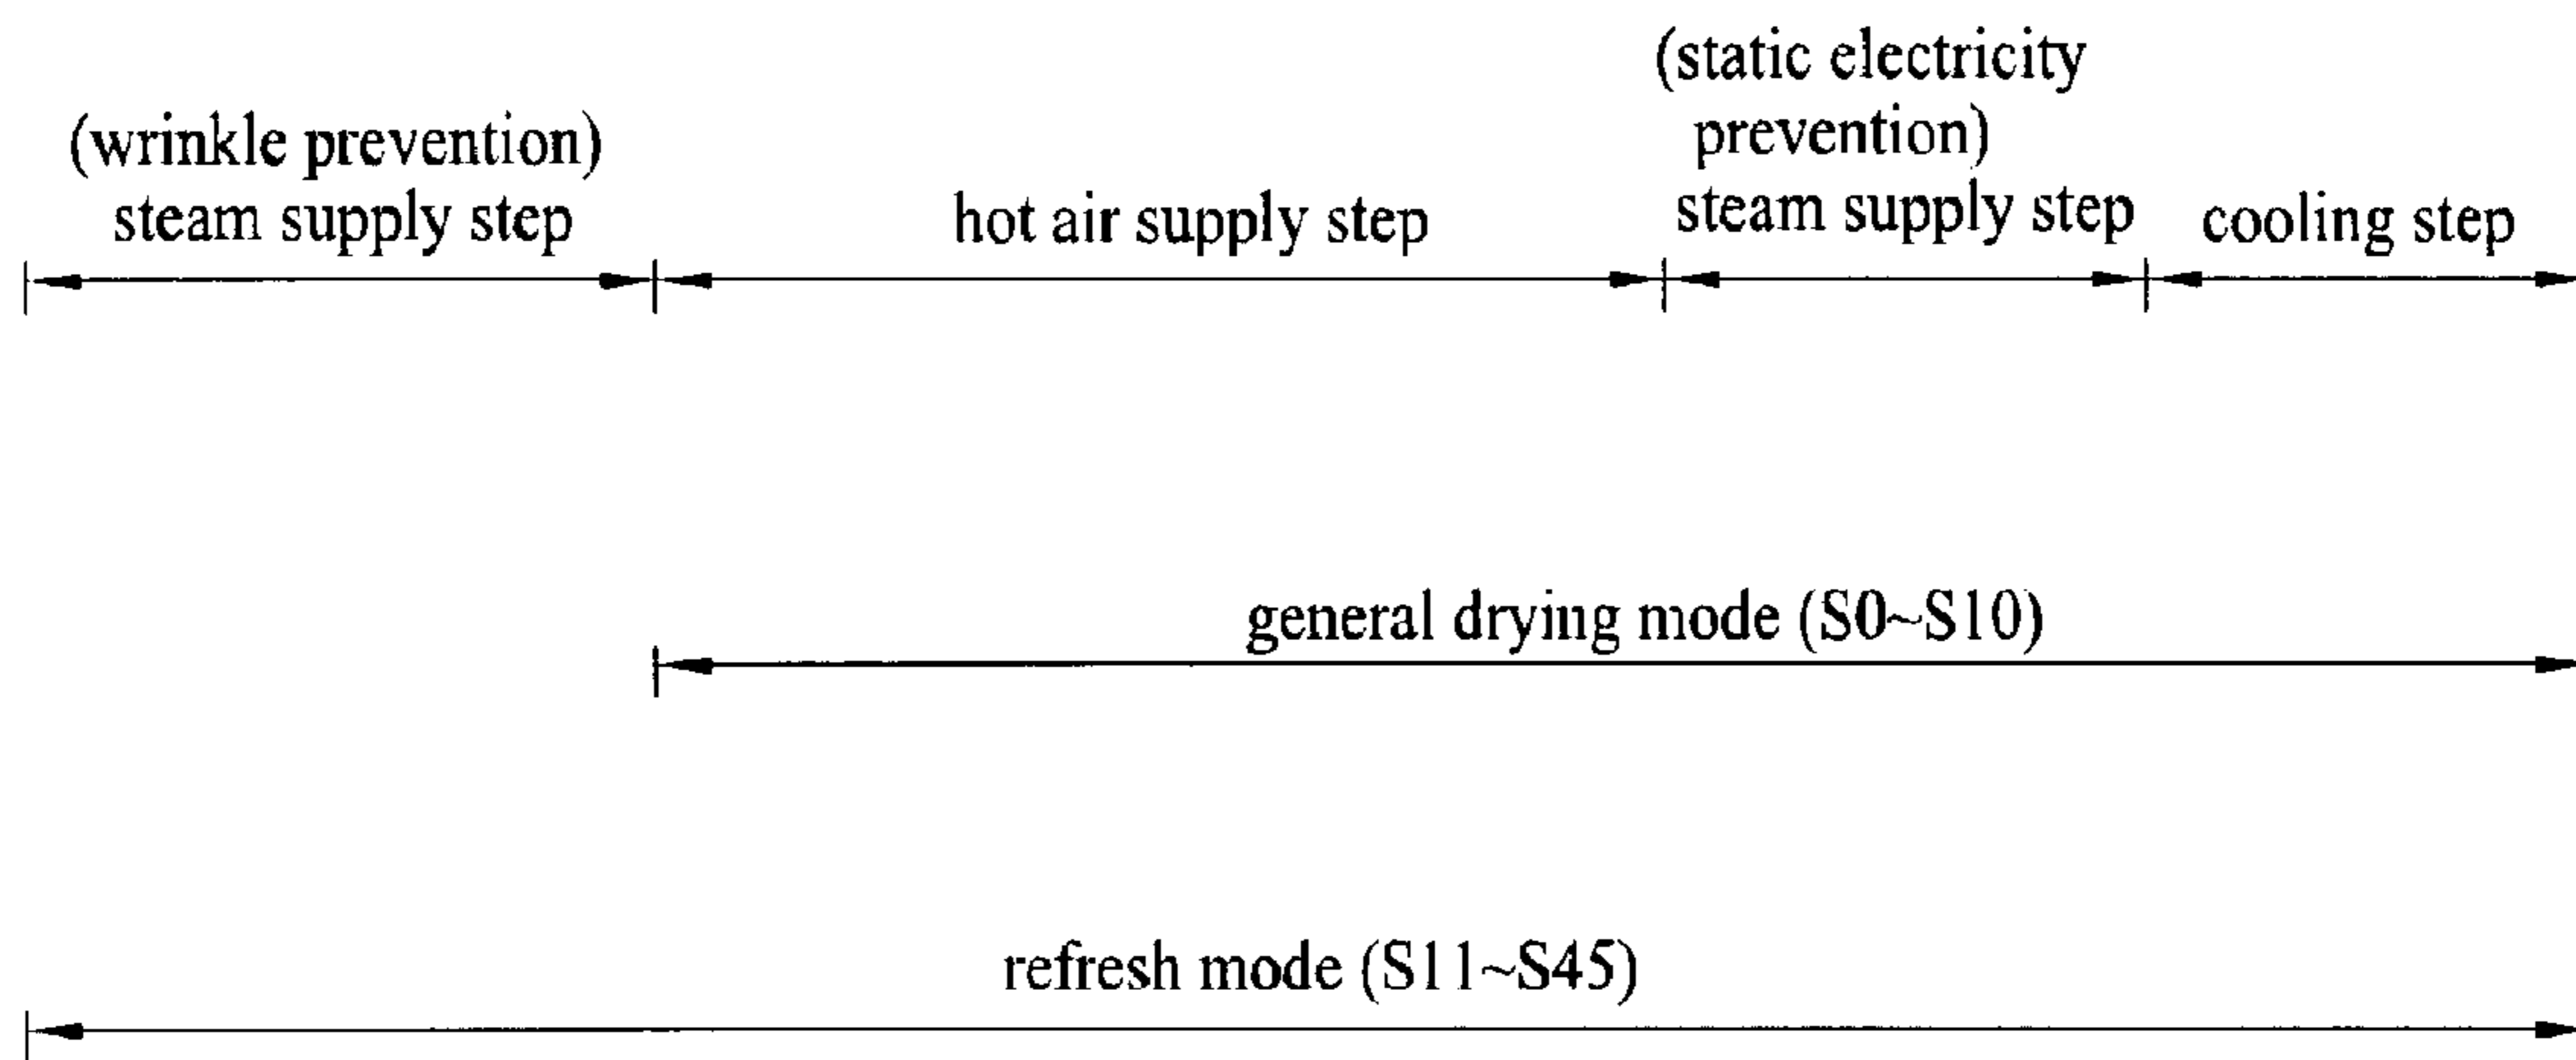 (wrinkle prevention)
steam supply step
hot air supply step
(static electricity
prevention)
steam supply step
cooling step
general drying mode (S0~S10)
refresh mode (S11~S45)